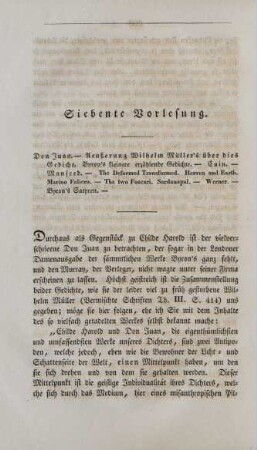 Siebente Vorlesung.
Don Juan. — Aeußerung Wilhelm Müller's über dies
Gedicht. Byron's kleinere erzählende Gedichte. — Cain. —
Manfred. — The Deformed Transformed. Heaven and Earth.
Marino Faliero. — The two Foscari. Sardanapal. — Werner. —
Byron's Satyren. —
Durchaus als Gegenstück zu Childe Harold ist der vielver-
schrieene Don Juan zu betrachten, der sogar in der Londoner
Damenausgabe der sämmtlichen Werke Byron's ganz fehlt,
und den Murray, der Verleger, nicht wagte unter seiner Firma
erscheinen zu lassen. Höchst geistreich ist die Zusammenstellung
beider Gedichte, wie sie der leider viel zu früh gestorbene Wil-
helm Müller (Vermischte Schriften Th. III. S. 414) uns
gegeben; möge sie hier folgen, ehe ich Sie mit dem Inhalte des
so vielfach getadelten Werkes selbst bekannt mache:
„Childe Harold und Don Juan, die eigenthümlichsten
und umfassendsten Werke unseres Dichters, sind zwei Antipo-
den, welche jedoch, eben wie die Bewohner der Licht- und
Schattenseite der Welt, einen Mittelpunkt haben, um den
sie sich drehen und von dem sie gehalten werden. Dieser
Mittelpunkt ist die geistige Individualität ihres Dichters, wel-
che sich durch das Medium, hier eines misanthropischen Pil-